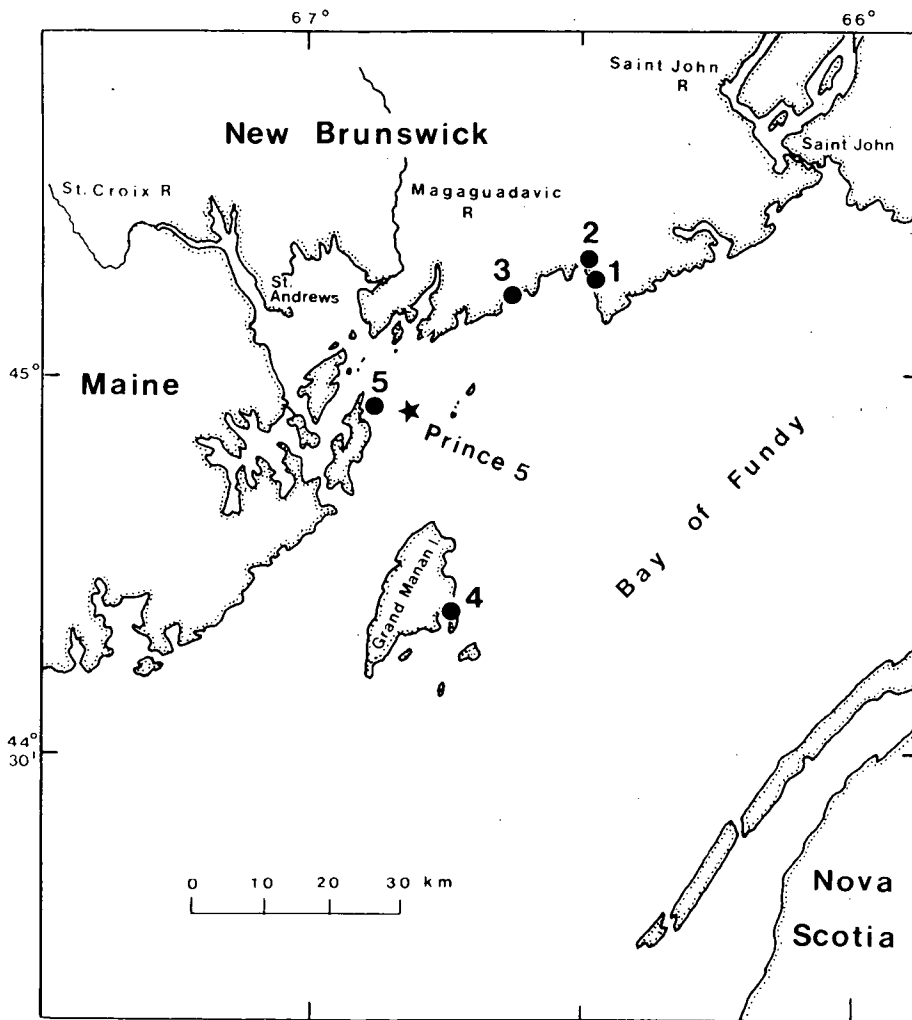 67° 66°
Saint John
R
New Brunswick
Saint John
St. Croix R
Magaguadavic
R
2
1
3
St.
Andrews
45°
Maine
5
Prince 5
Bay of Fundy
Grand Manan I.
4
44°
30'
0 10 20 30 km
Nova
Scotia